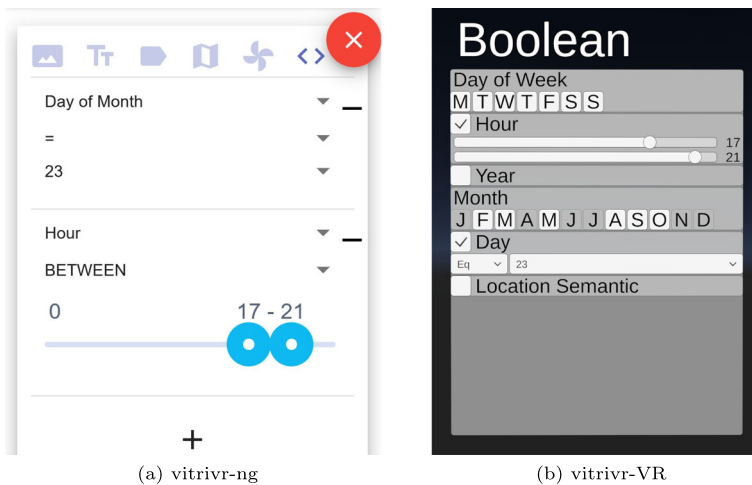 Tт
Day of Month
=
23
Hour
BETWEEN
0 17 - 21
+
(a) vitrivr-ng
Boolean
Day of Week
M T W T F S S
Hour
17
21
Year
Month
J F M A M J J A S O N D
Day
Eq 23
Location Semantic
(b) vitrivr-VR